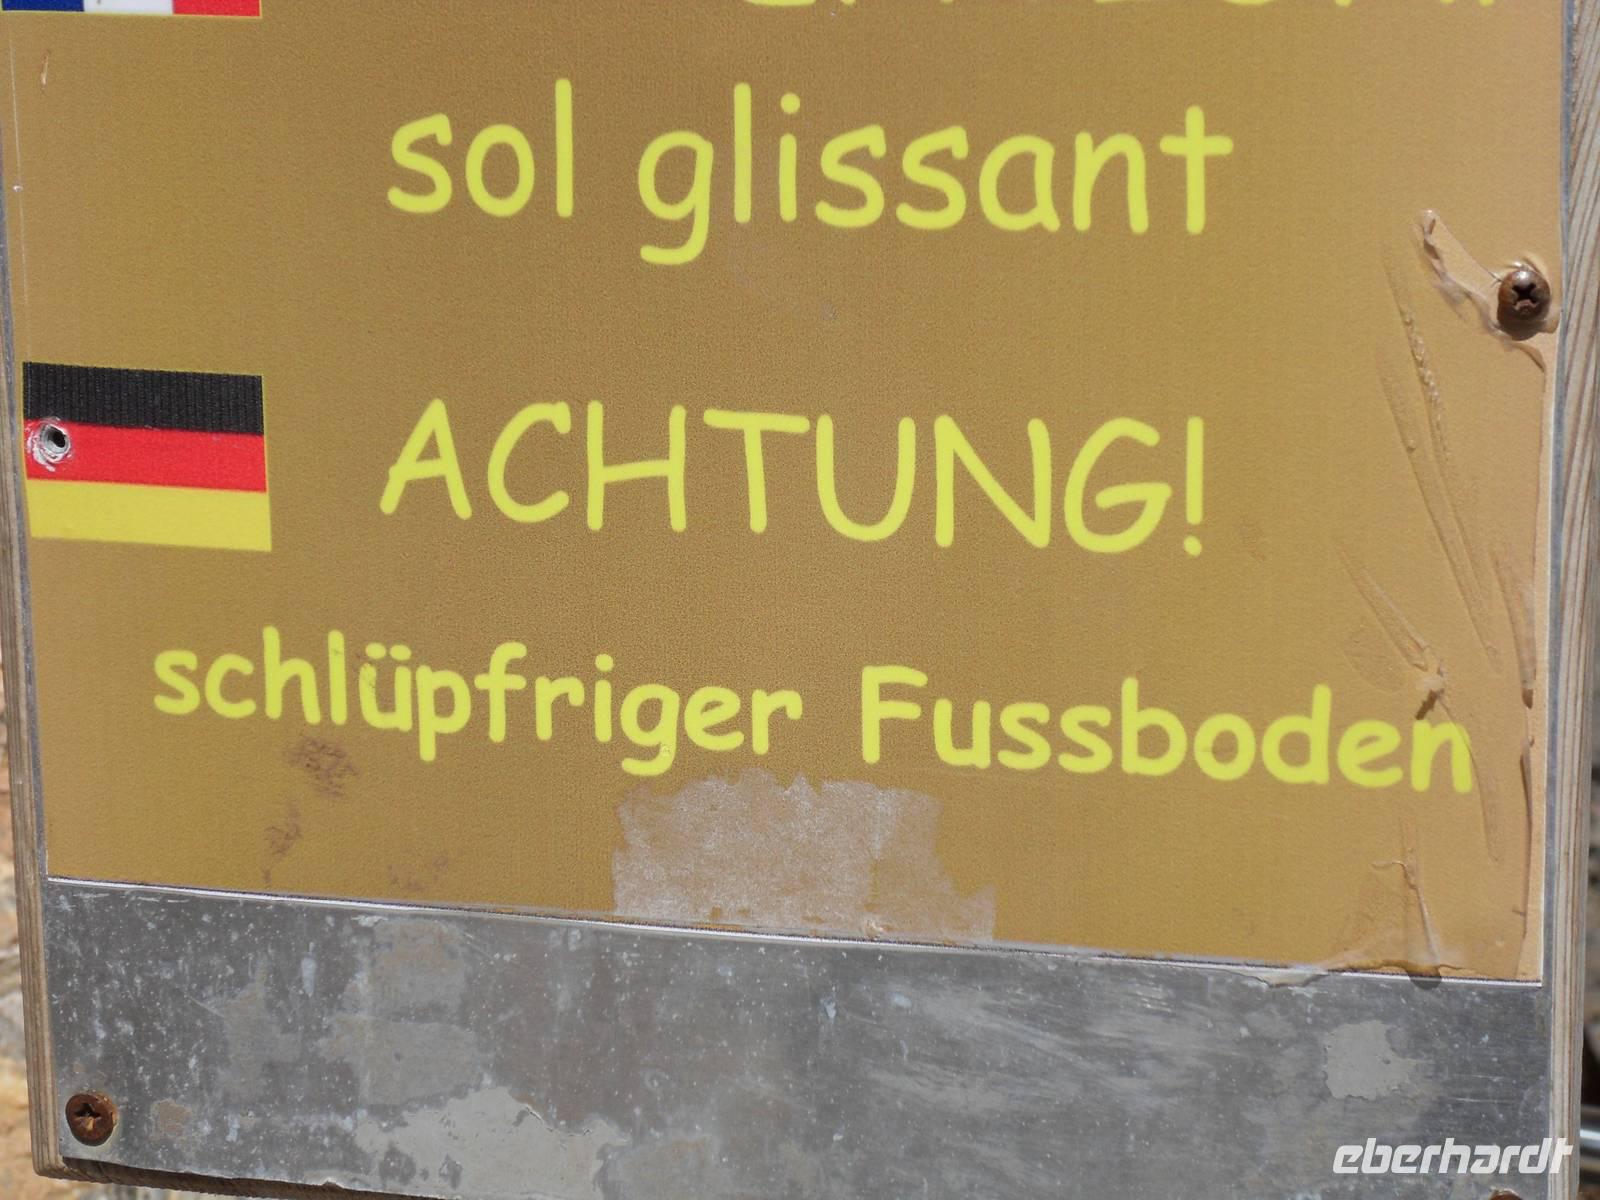 sol glissant
ACHTUNG!
schlüpfriger Fussboden
eberhardt